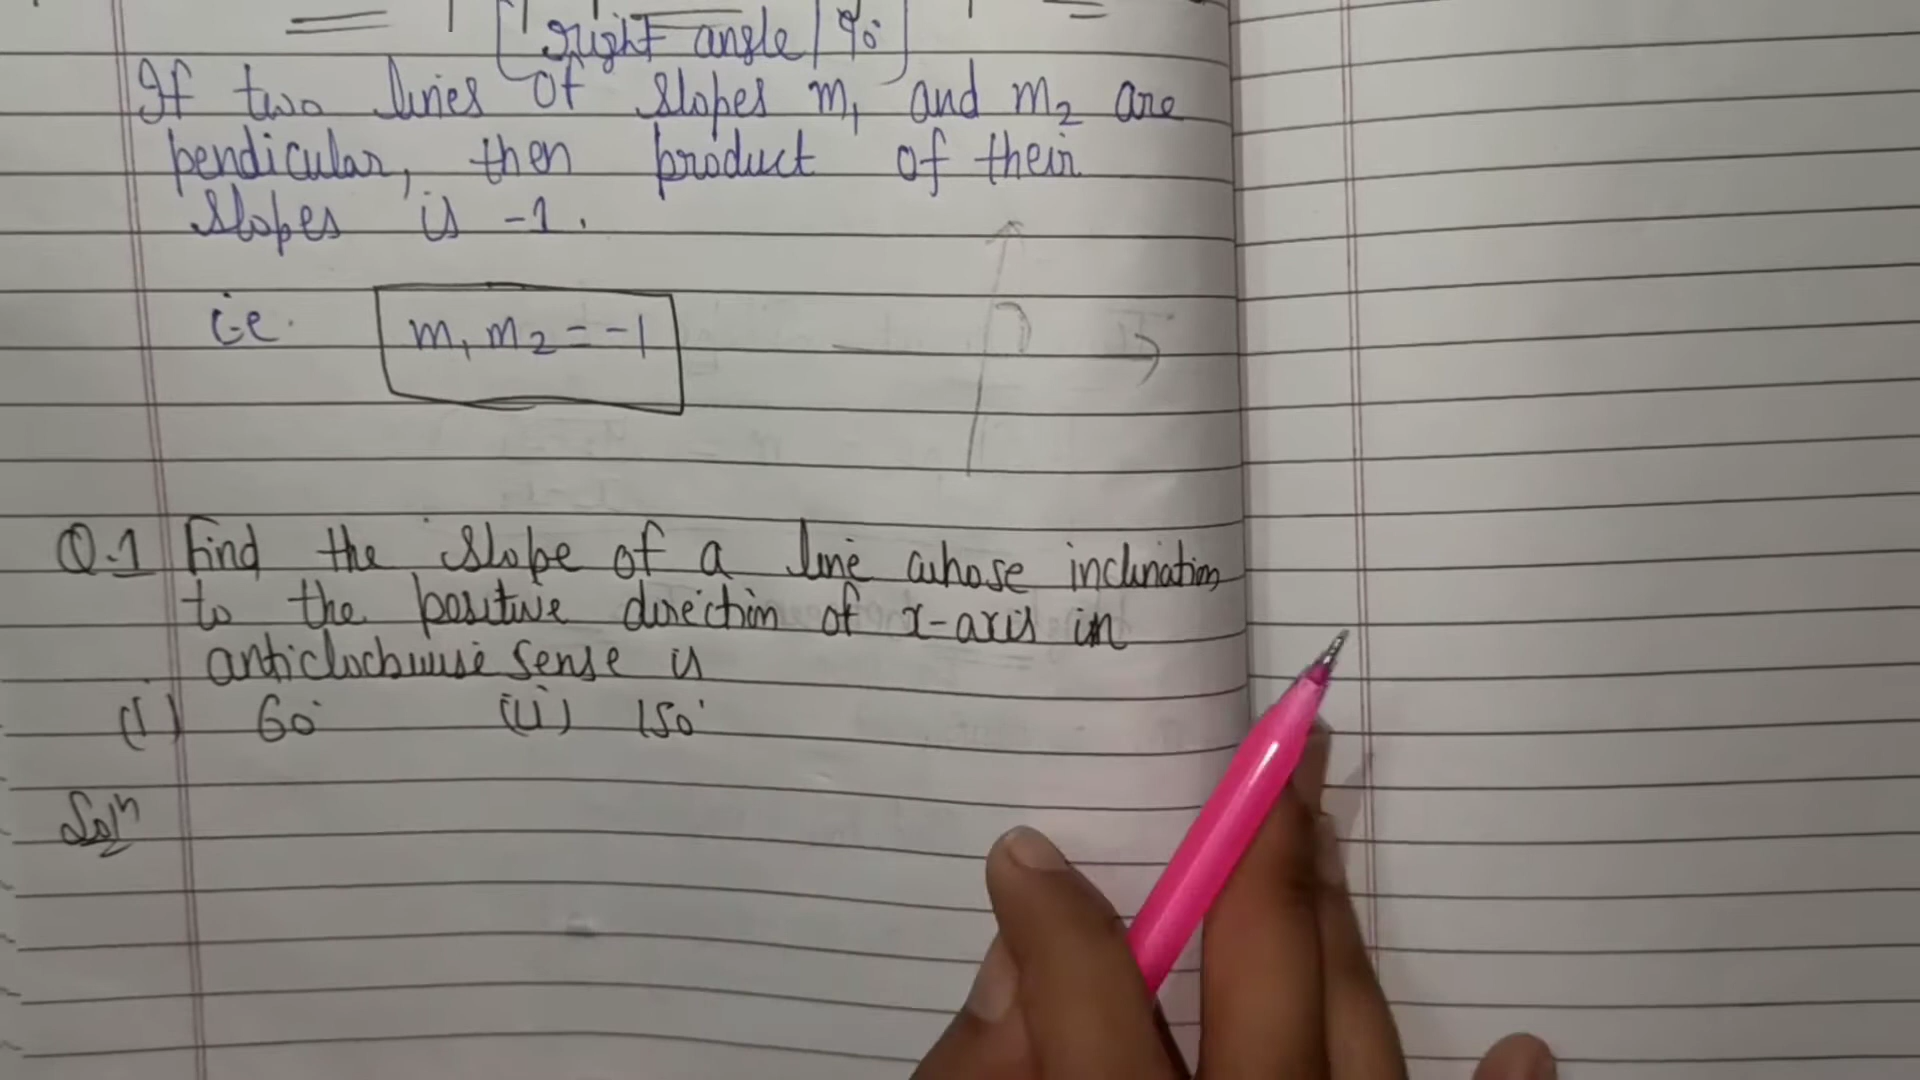 [right angle/90°]
If two lines of slopes m₁ and m₂ are
pendicular, then product of their
slopes is -1.
i.e. m₁ m₂ = -1
Q.1 Find the slope of a line whose inclination
to the positive direction of x-axis in
anticlockwise sense is
(i) 60° (ii) 150°
Solⁿ